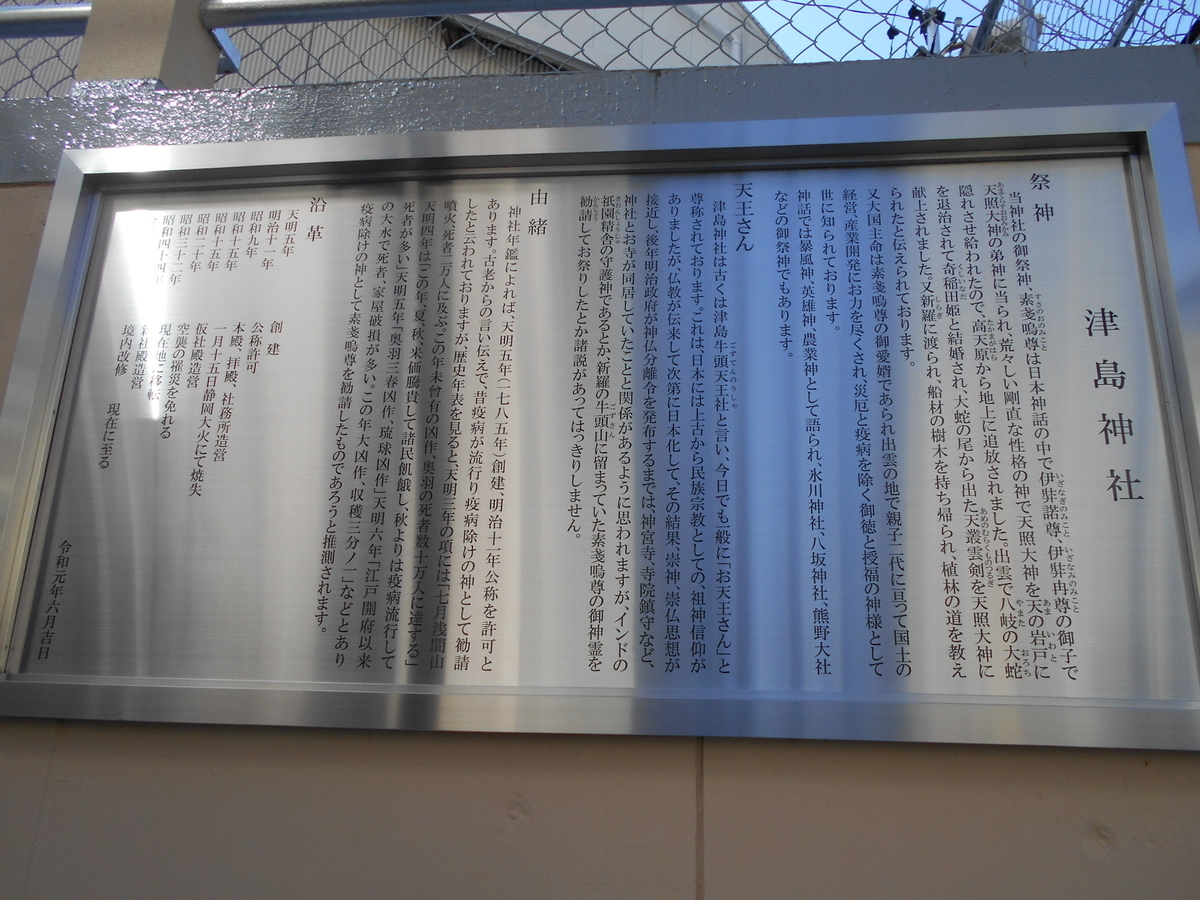 津島神社
祭神
当神社の御祭神、素戔嗚尊は日本神話の中で伊弉諾尊、伊弉冉尊の御子で
天照大神の弟神に当られ、荒々しい剛直な性格の神で天照大神を天の岩戸に
隠れさせ給われたので、高天原から地上に追放されました。出雲で八岐の大蛇
を退治されて奇稲田姫と結婚され、大蛇の尾から出た天叢雲剣を天照大神に
献上されました。又新羅に渡られ、船材の樹木を持ち帰られ、植林の道を教え
られたと伝えられております。
又大国主命は素戔嗚尊の御愛婿であられ出雲の地で親子二代に亘って国土の
経営、産業開発にお力を尽くされ、災厄と疫病を除く御徳と授福の神様として
世に知られております。
神話では暴風神、英雄神、農業神として語られ、氷川神社、八坂神社、熊野大社
などの御祭神でもあります。
天王さん
津島神社は古くは津島牛頭天王社と言い、今日でも一般に「お天王さん」と
尊称されております。これは、日本には上古から民族宗教としての祖神信仰が
ありましたが、仏教が伝来して次第に日本化して、その結果、崇神・崇仏思想が
接近し、後年明治政府が神仏分離令を発布するまでは、神宮寺、寺院鎮守など、
神社とお寺が同居していたことと関係があるように思われますが、インドの
祇園精舎の守護神であるとか、新羅の牛頭山に留まっていた素戔嗚尊の御神霊を
勧請してお祭りしたとか諸説があってはっきりしません。
由緒
神社年鑑によれば、天明五年(一七八五年)創建、明治十一年公称を許可と
あります。古老からの言い伝えで、昔疫病が流行り疫病除けの神として勧請
したと云われておりますが、歴史年表を見ると、天明三年の項には「七月浅間山
噴火、死者二万人に及ぶ、この年未曾有の凶作、奥羽の死者数十万人に達する」
天明四年は「この年、夏、秋、米価騰貴して諸民飢餓し、秋よりは疫病流行して
死者が多い」天明五年「奥羽三春凶作、琉球凶作」天明六年「江戸開府以来
の大水で死者、家屋破損が多い。この年大凶作、収穫三分ノ一」などとあり
疫病除けの神として素戔嗚尊を勧請したものであろうと推測されます。
沿革
天明五年 創建
明治十一年 公称許可
昭和九年 本殿、拝殿、社務所造営
昭和十五年 一月十五日静岡大火にて焼失
昭和十五年 仮社殿造営
昭和二十年 空襲の罹災を免れる
昭和三十二年 現在地に移転
昭和四十四年 社殿造営
境内改修
現在に至る
令和元年六月吉日